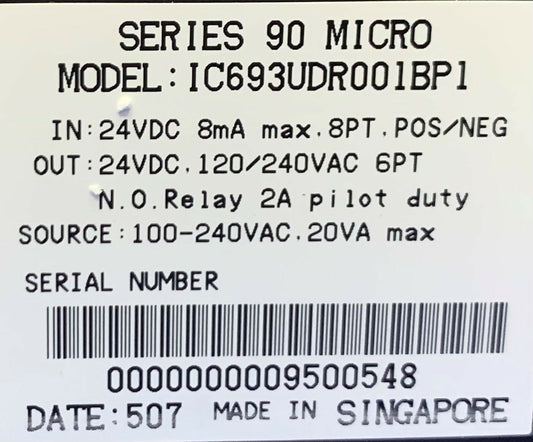 SERIES 90 MICRO
MODEL: IC693UDR001BP1
IN: 24VDC 8mA max. 8PT. POS/NEG
OUT: 24VDC. 120/240VAC 6PT
N.O. Relay 2A pilot duty
SOURCE: 100-240VAC. 20VA max
SERIAL NUMBER
0000000009500548
DATE: 507 MADE IN SINGAPORE